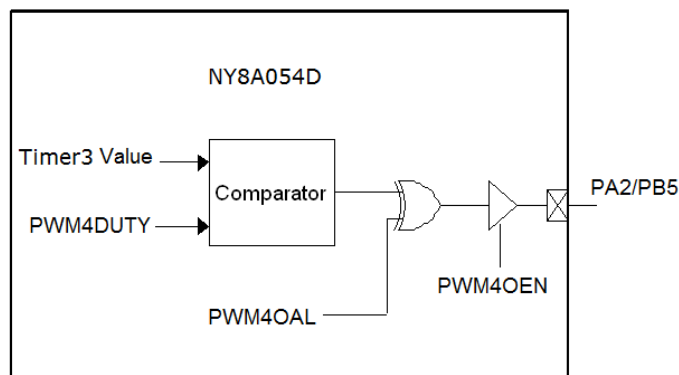 NY8A054D
Timer3 Value
Comparator
PA2/PB5
PWM4DUTY
PWM4OEN
PWM4OAL